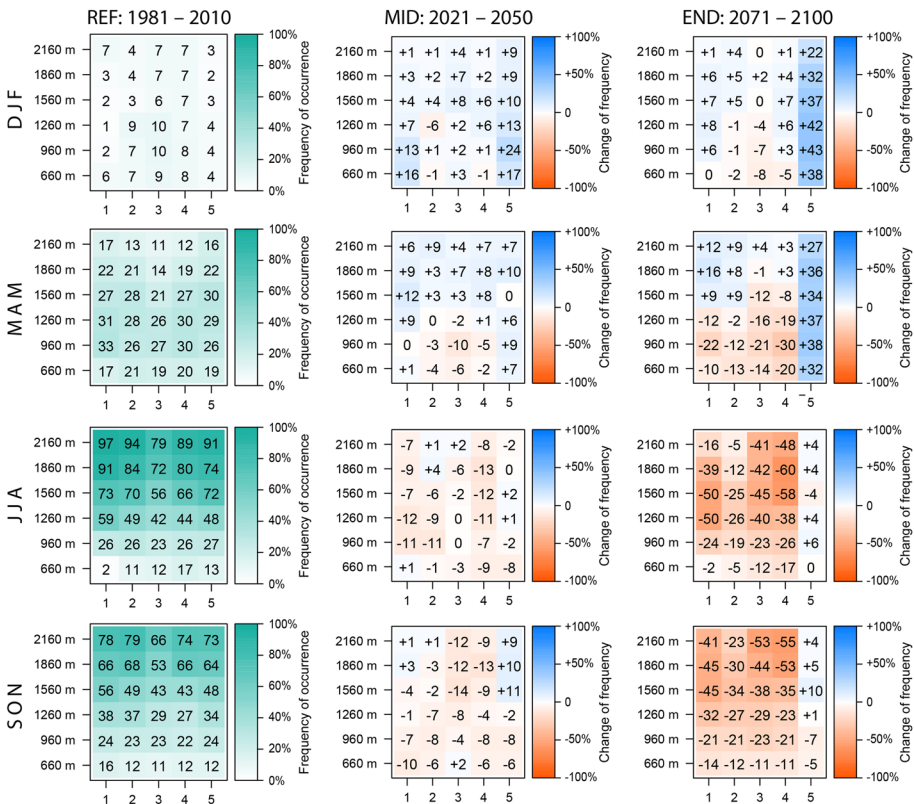 REF: 1981 – 2010 MID: 2021 – 2050 END: 2071 – 2100
DJF
2160 m 7 4 7 7 3
1860 m 3 4 7 7 2
1560 m 2 3 6 7 3
1260 m 1 9 10 7 4
960 m 2 7 10 8 4
660 m 6 7 9 8 4
1 2 3 4 5
100%
80%
60%
40%
20%
0%
Frequency of occurrence
2160 m +1 +1 +4 +1 +9
1860 m +3 +2 +7 +2 +9
1560 m +4 +4 +8 +6 +10
1260 m +7 -6 +2 +6 +13
960 m +13 +1 +2 +1 +24
660 m +16 -1 +3 -1 +17
1 2 3 4 5
+100%
+50%
0
-50%
-100%
Change of frequency
2160 m +1 +4 0 +1 +22
1860 m +6 +5 +2 +4 +32
1560 m +7 +5 0 +7 +37
1260 m +8 -1 -4 +6 +42
960 m +6 -1 -7 +3 +43
660 m 0 -2 -8 -5 +38
1 2 3 4 5
+100%
+50%
0
-50%
-100%
Change of frequency
MAM
2160 m 17 13 11 12 16
1860 m 22 21 14 19 22
1560 m 27 28 21 27 30
1260 m 31 28 26 30 29
960 m 33 26 27 30 26
660 m 17 21 19 20 19
1 2 3 4 5
100%
80%
60%
40%
20%
0%
Frequency of occurrence
2160 m +6 +9 +4 +7 +7
1860 m +9 +3 +7 +8 +10
1560 m +12 +3 +3 +8 0
1260 m +9 0 -2 +1 +6
960 m 0 -3 -10 -5 +9
660 m +1 -4 -6 -2 +7
1 2 3 4 5
+100%
+50%
0
-50%
-100%
Change of frequency
2160 m +12 +9 +4 +3 +27
1860 m +16 +8 -1 +3 +36
1560 m +9 +9 -12 -8 +34
1260 m -12 -2 -16 -19 +37
960 m -22 -12 -21 -30 +38
660 m -10 -13 -14 -20 +32
1 2 3 4 5
+100%
+50%
0
-50%
-100%
Change of frequency
JJA
2160 m 97 94 79 89 91
1860 m 91 84 72 80 74
1560 m 73 70 56 66 72
1260 m 59 49 42 44 48
960 m 26 26 23 26 27
660 m 2 11 12 17 13
1 2 3 4 5
100%
80%
60%
40%
20%
0%
Frequency of occurrence
2160 m -7 +1 +2 -8 -2
1860 m -9 +4 -6 -13 0
1560 m -7 -6 -2 -12 +2
1260 m -12 -9 0 -11 +1
960 m -11 -11 0 -7 -2
660 m +1 -1 -3 -9 -8
1 2 3 4 5
+100%
+50%
0
-50%
-100%
Change of frequency
2160 m -16 -5 -41 -48 +4
1860 m -39 -12 -42 -60 +4
1560 m -50 -25 -45 -58 -4
1260 m -50 -26 -40 -38 +4
960 m -24 -19 -23 -26 +6
660 m -2 -5 -12 -17 0
1 2 3 4 5
+100%
+50%
0
-50%
-100%
Change of frequency
SON
2160 m 78 79 66 74 73
1860 m 66 68 53 66 64
1560 m 56 49 43 43 48
1260 m 38 37 29 27 34
960 m 24 23 23 22 24
660 m 16 12 11 12 12
1 2 3 4 5
100%
80%
60%
40%
20%
0%
Frequency of occurrence
2160 m +1 +1 -12 -9 +9
1860 m +3 -3 -12 -13 +10
1560 m -4 -2 -14 -9 +11
1260 m -1 -7 -8 -4 -2
960 m -7 -8 -4 -8 -8
660 m -10 -6 +2 -6 -6
1 2 3 4 5
+100%
+50%
0
-50%
-100%
Change of frequency
2160 m -41 -23 -53 -55 +4
1860 m -45 -30 -44 -53 +5
1560 m -45 -34 -38 -35 +10
1260 m -32 -27 -29 -23 +1
960 m -21 -21 -23 -21 -7
660 m -14 -12 -11 -11 -5
1 2 3 4 5
+100%
+50%
0
-50%
-100%
Change of frequency